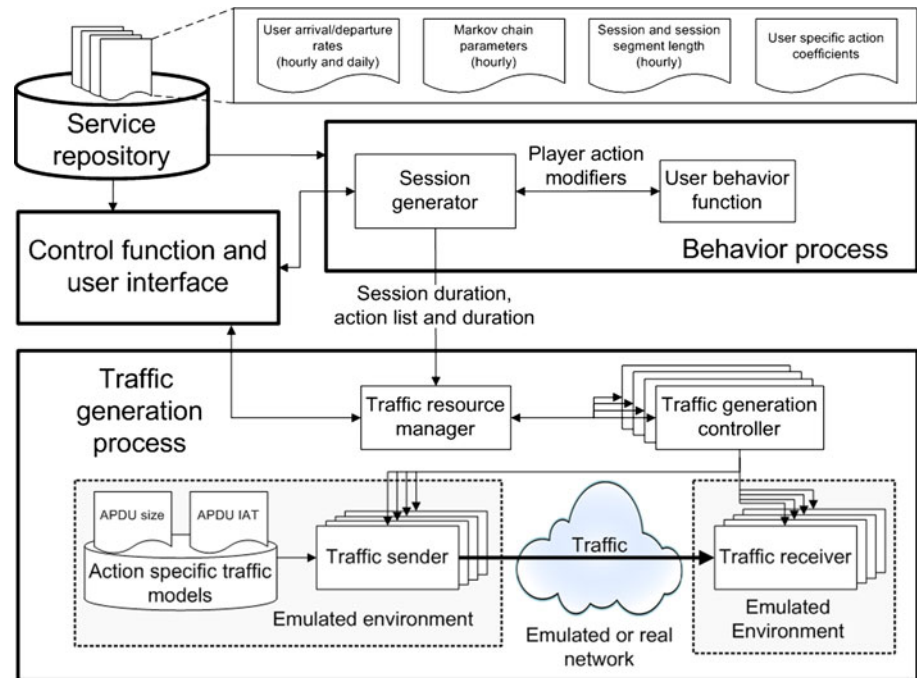 User arrival/departure
rates
(hourly and daily)
Markov chain
parameters
(hourly)
Session and session
segment length
(hourly)
User specific action
coefficients
Service
repository
Session
generator
Player action
modifiers
User behavior
function
Behavior process
Control function and
user interface
Session duration,
action list and duration
Traffic
generation
process
Traffic resource
manager
Traffic generation
controller
APDU size
APDU IAT
Action specific traffic
models
Traffic sender
Emulated environment
Traffic
Emulated or real
network
Traffic receiver
Emulated
Environment